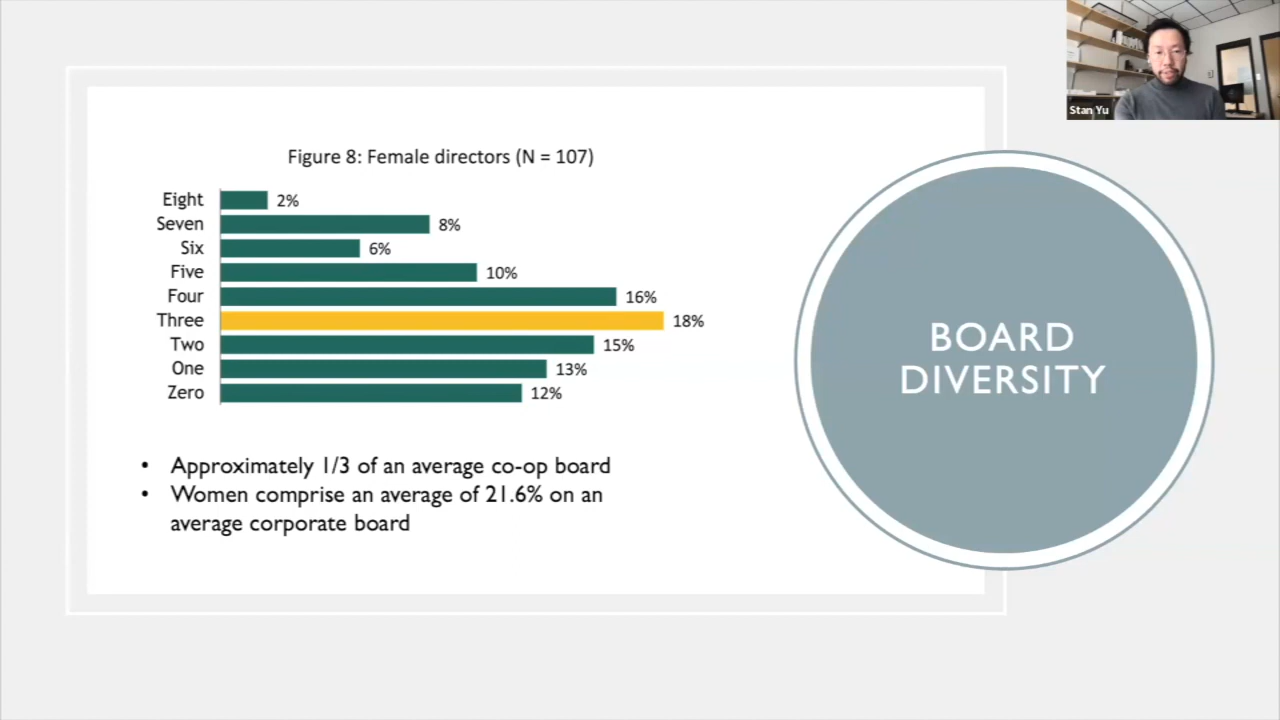 Stan Yu
Figure 8: Female directors (N = 107)
Eight 2%
Seven 8%
Six 6%
Five 10%
Four 16%
Three 18%
Two 15%
One 13%
Zero 12%
• Approximately 1/3 of an average co-op board
• Women comprise an average of 21.6% on an
average corporate board
BOARD
DIVERSITY